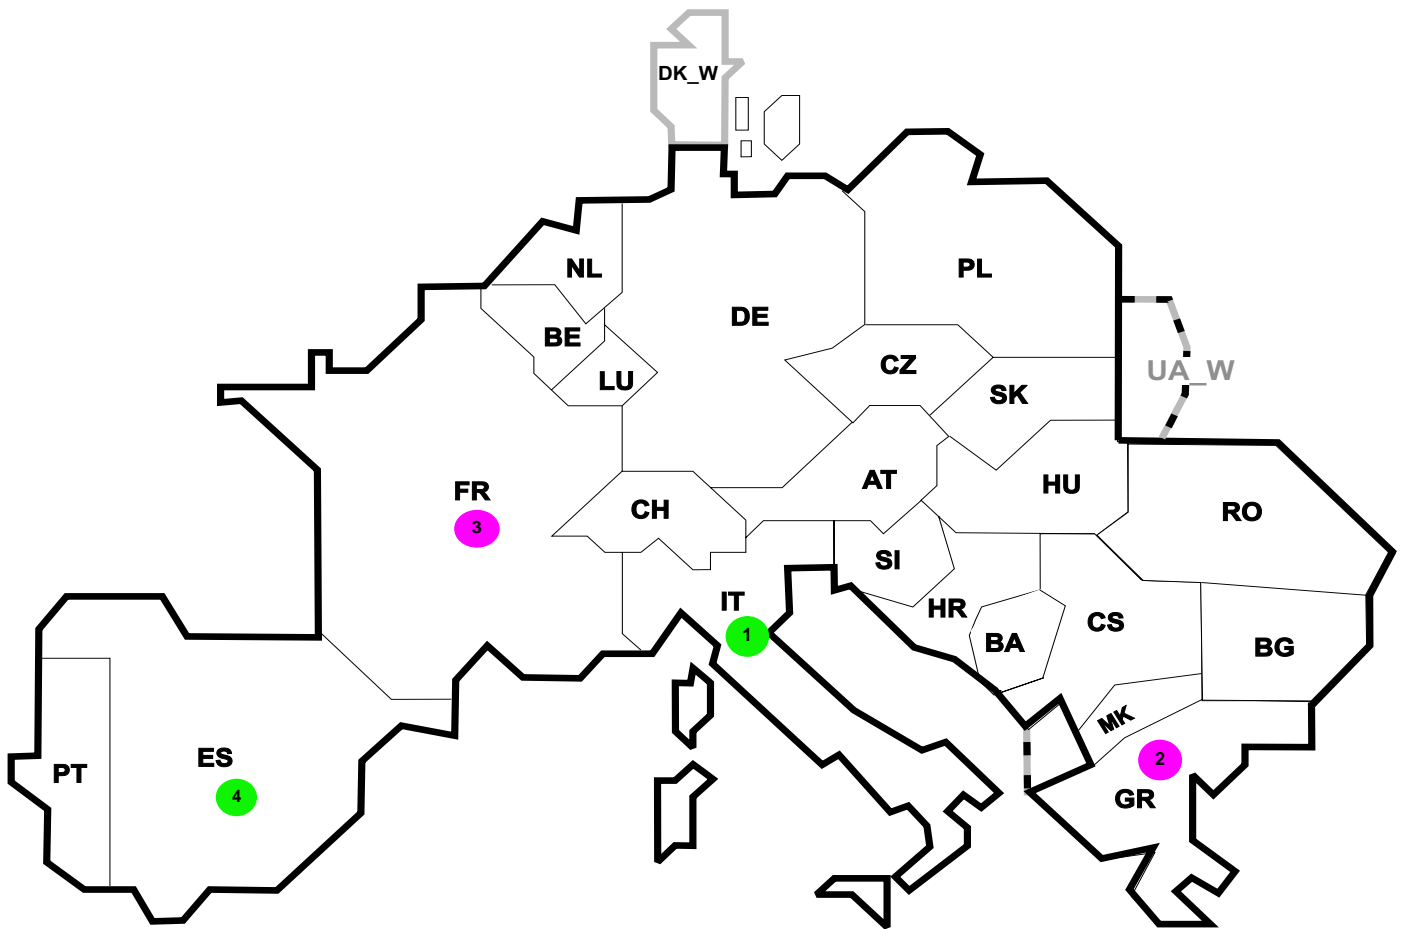 DK_W
NL
PL
DE
BE
CZ
UA_W
LU
SK
AT
HU
FR
CH
RO
3
SI
IT
HR
CS
1
BA
BG
MK
ES
2
PT
4
GR